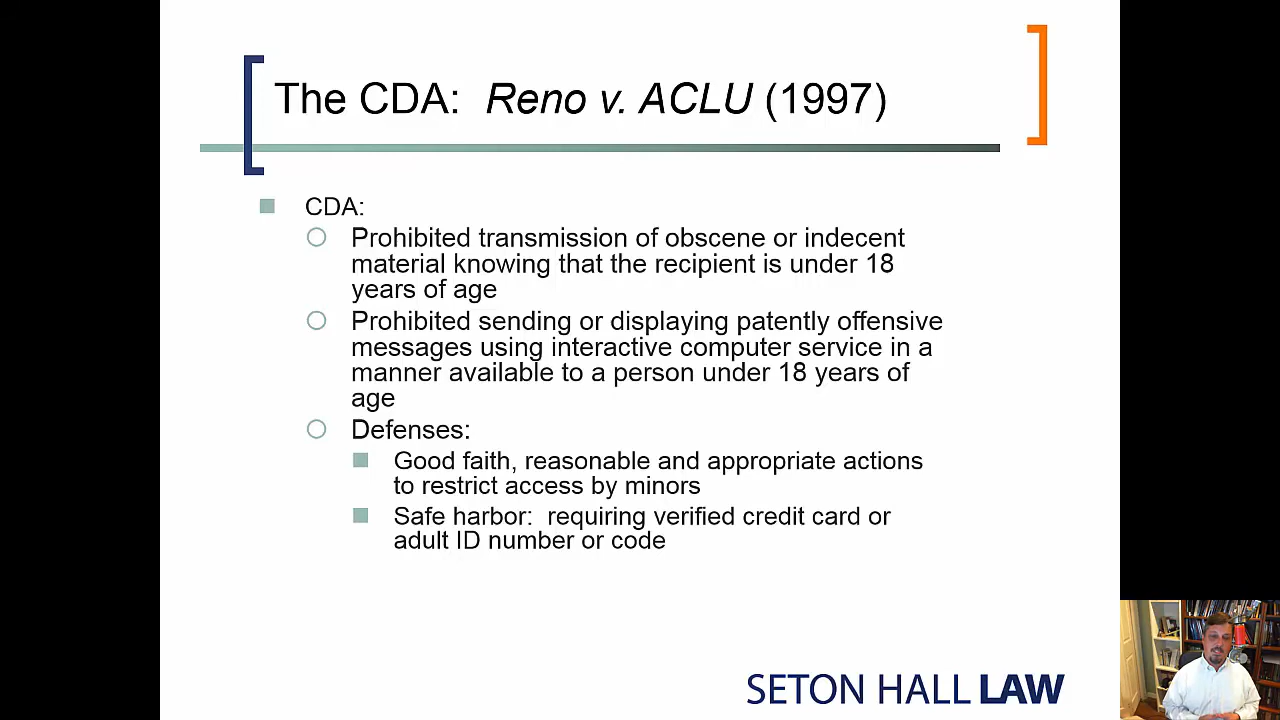 The CDA: Reno v. ACLU (1997)
CDA:
Prohibited transmission of obscene or indecent
material knowing that the recipient is under 18
years of age
Prohibited sending or displaying patently offensive
messages using interactive computer service in a
manner available to a person under 18 years of
age
Defenses:
Good faith, reasonable and appropriate actions
to restrict access by minors
Safe harbor: requiring verified credit card or
adult ID number or code
SETON HALL LAW